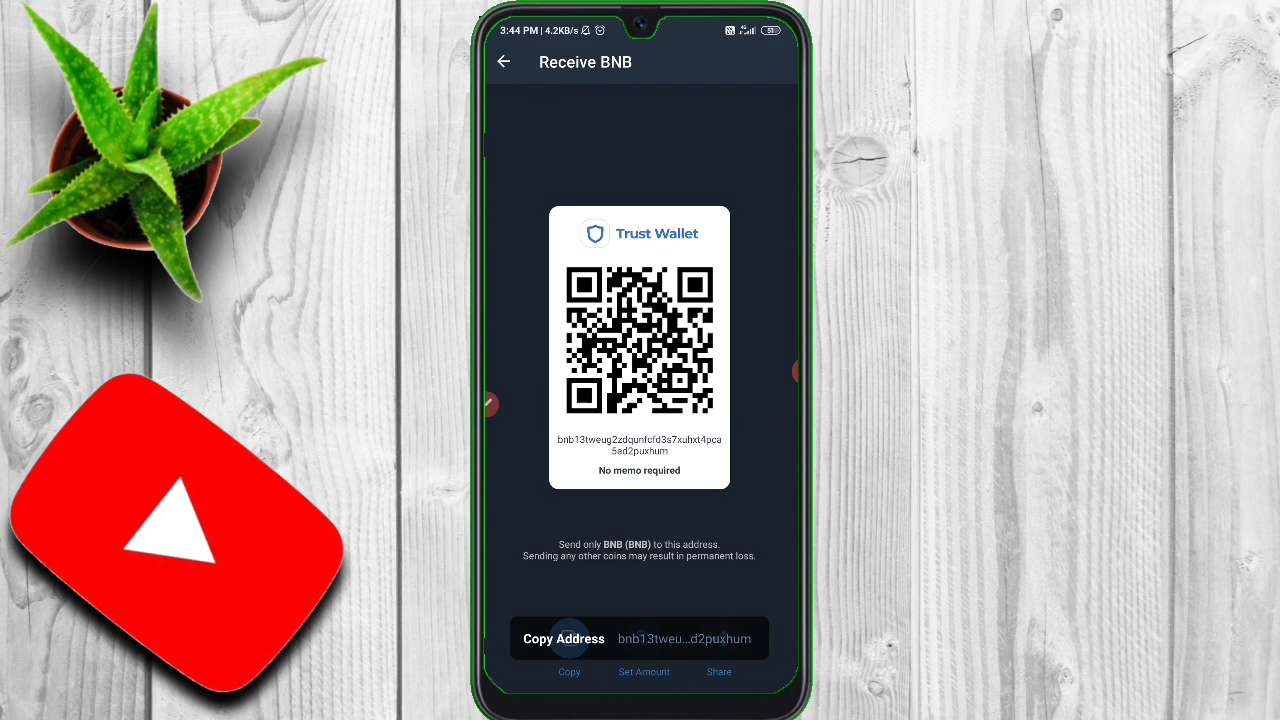 3:44 PM | 4.2KB/s
51
Receive BNB
Trust Wallet
bnb13tweug2zdqunfcfd3s7xuhxt4pca
5ad2puxhum
No memo required
Send only BNB (BNB) to this address.
Sending any other coins may result in permanent loss.
Copy Address bnb13tweu...d2puxhum
Copy Set Amount Share